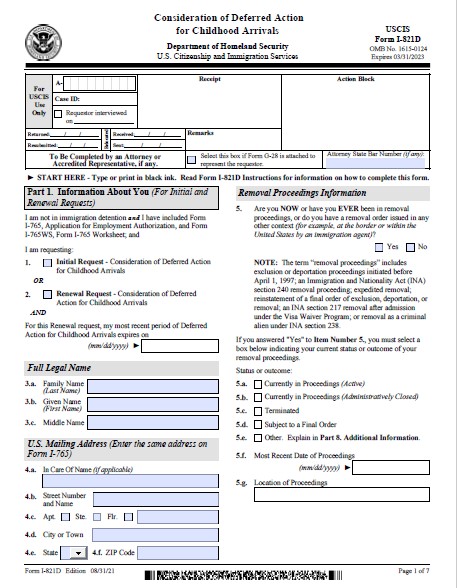 Consideration of Deferred Action
for Childhood Arrivals
Department of Homeland Security
U.S. Citizenship and Immigration Services
USCIS
Form I-821D
OMB No. 1615-0124
Expires 03/31/2023
For
USCIS
Use
Only
A-
Case ID:
Requestor interviewed
on
Receipt
Action Block
Returned: / /
Received: / /
Resubmitted: / /
Sent: / /
Remarks
To Be Completed by an Attorney or
Accredited Representative, if any.
Select this box if Form G-28 is attached to
represent the requestor.
Attorney State Bar Number (if any):
► START HERE - Type or print in black ink. Read Form I-821D Instructions for information on how to complete this form.
Part 1. Information About You (For Initial and
Renewal Requests)
I am not in immigration detention and I have included Form
I-765, Application for Employment Authorization, and Form
I-765WS, Form I-765 Worksheet; and
I am requesting:
1. Initial Request - Consideration of Deferred Action
for Childhood Arrivals
OR
2. Renewal Request - Consideration of Deferred
Action for Childhood Arrivals
AND
For this Renewal request, my most recent period of Deferred
Action for Childhood Arrivals expires on
(mm/dd/yyyy) ►
Full Legal Name
3.a. Family Name
(Last Name)
3.b. Given Name
(First Name)
3.c. Middle Name
U.S. Mailing Address (Enter the same address on
Form I-765)
4.a. In Care Of Name (if applicable)
4.b. Street Number
and Name
4.c. Apt. Ste. Flr.
4.d. City or Town
4.e. State 4.f. ZIP Code
Removal Proceedings Information
5. Are you NOW or have you EVER been in removal
proceedings, or do you have a removal order issued in any
other context (for example, at the border or within the
United States by an immigration agent)?
Yes No
NOTE: The term "removal proceedings" includes
exclusion or deportation proceedings initiated before
April 1, 1997; an Immigration and Nationality Act (INA)
section 240 removal proceeding; expedited removal;
reinstatement of a final order of exclusion, deportation, or
removal; an INA section 217 removal after admission
under the Visa Waiver Program; or removal as a criminal
alien under INA section 238.
If you answered "Yes" to Item Number 5., you must select a
box below indicating your current status or outcome of your
removal proceedings.
Status or outcome:
5.a. Currently in Proceedings (Active)
5.b. Currently in Proceedings (Administratively Closed)
5.c. Terminated
5.d. Subject to a Final Order
5.e. Other. Explain in Part 8. Additional Information.
5.f. Most Recent Date of Proceedings
(mm/dd/yyyy) ►
5.g. Location of Proceedings
Form I-821D Edition 08/31/21
Page 1 of 7